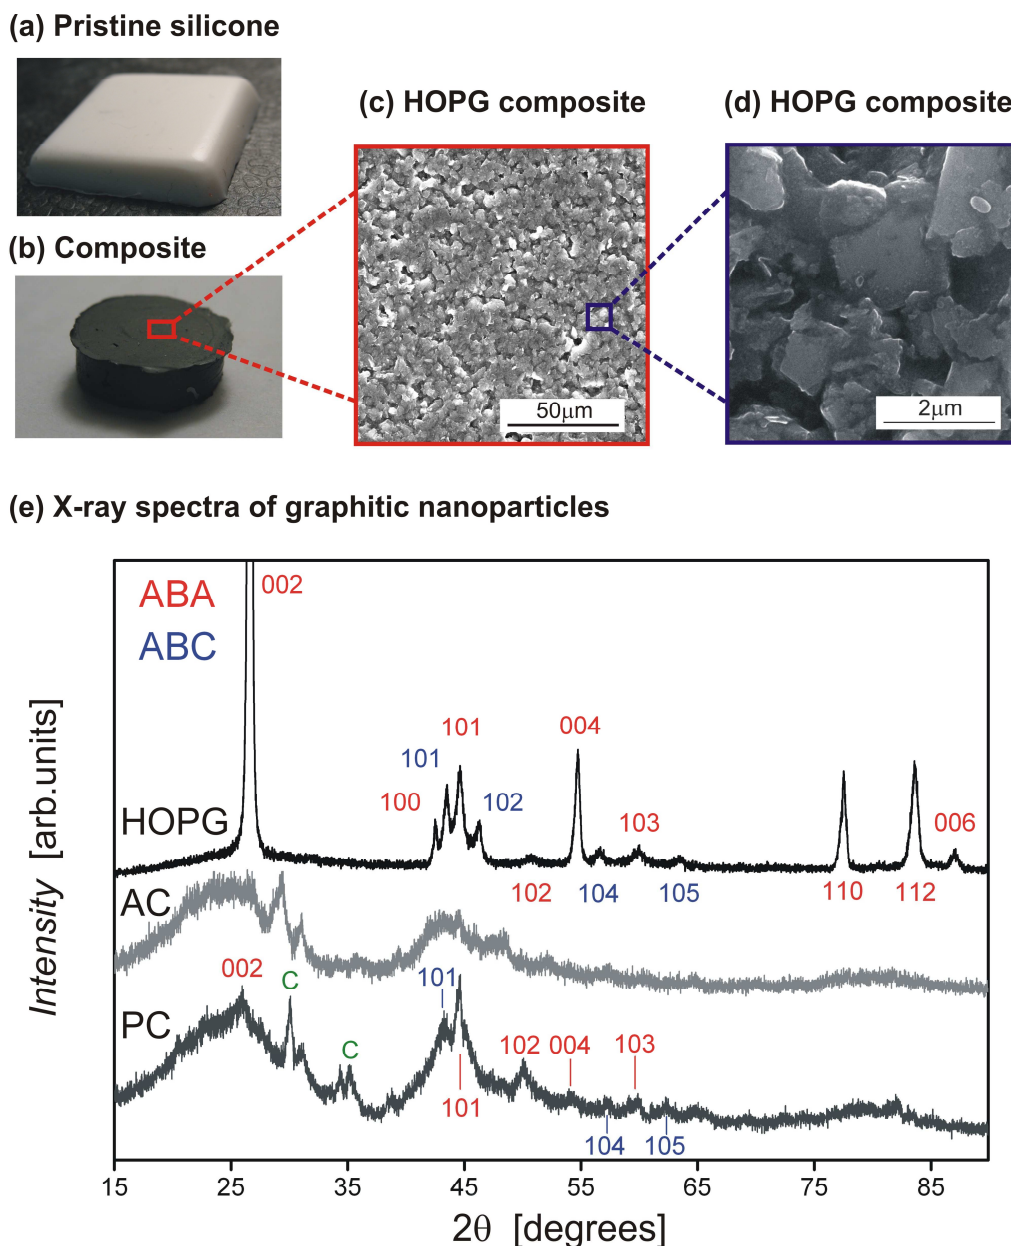 (a) Pristine silicone
(b) Composite
(c) HOPG composite
(d) HOPG composite
50μm
2μm
(e) X-ray spectra of graphitic nanoparticles
ABA
ABC
002
101
101
100
102
004
103
006
HOPG
102
104
105
110
112
AC
002
C
101
PC
C
102
004
103
101
104
105
Intensity [arb.units]
15
25
35
45
55
65
75
85
2θ [degrees]